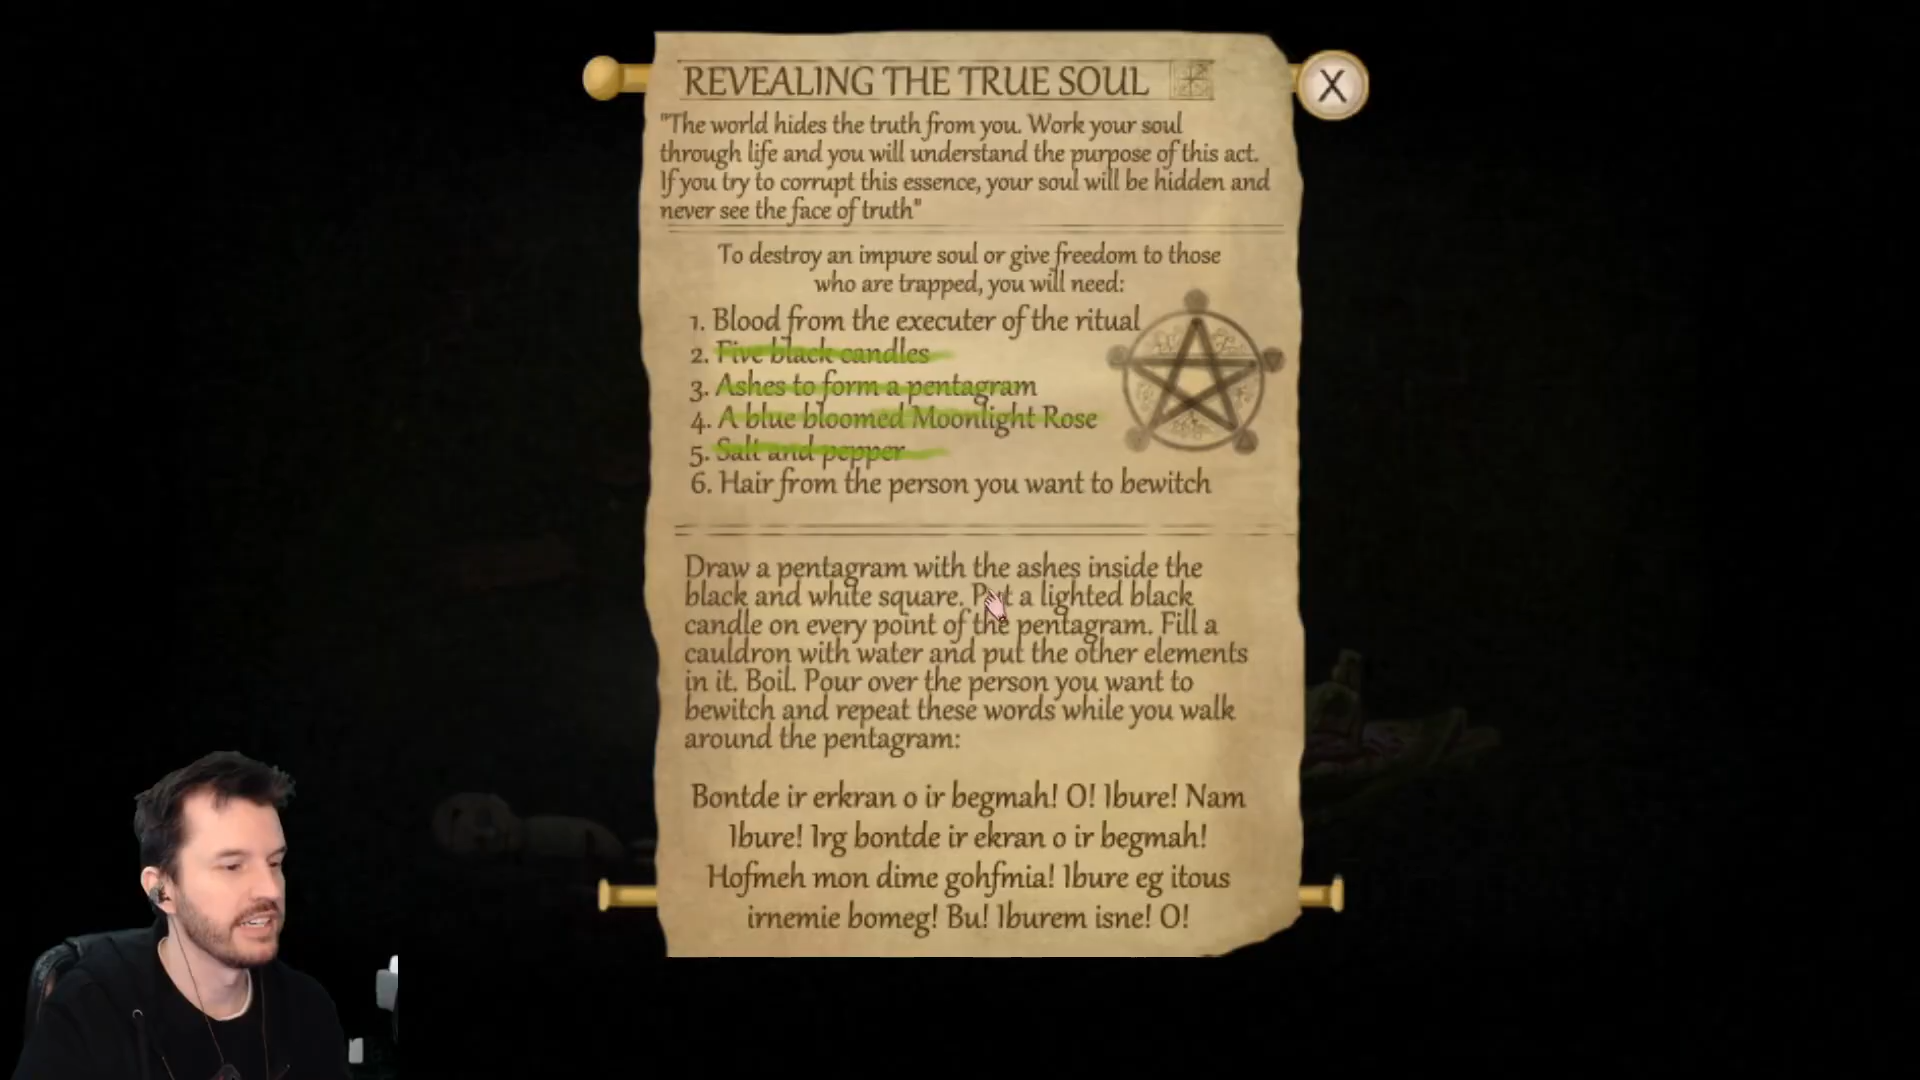 REVEALING THE TRUE SOUL
X
"The world hides the truth from you. Work your soul
through life and you will understand the purpose of this act.
If you try to corrupt this essence, your soul will be hidden and
never see the face of truth"
To destroy an impure soul or give freedom to those
who are trapped, you will need:
1. Blood from the executer of the ritual
2. Five black candles
3. Ashes to form a pentagram
4. A blue bloomed Moonlight Rose
5. Salt and pepper
6. Hair from the person you want to bewitch
Draw a pentagram with the ashes inside the
black and white square. Put a lighted black
candle on every point of the pentagram. Fill a
cauldron with water and put the other elements
in it. Boil. Pour over the person you want to
bewitch and repeat these words while you walk
around the pentagram:
Bontde ir erkran o ir begmah! O! Ibure! Nam
Ibure! Irg bontde ir ekran o ir begmah!
Hofmeh mon dime gohfmia! Ibure eg itous
irnemie bomeg! Bu! Iburem isne! O!